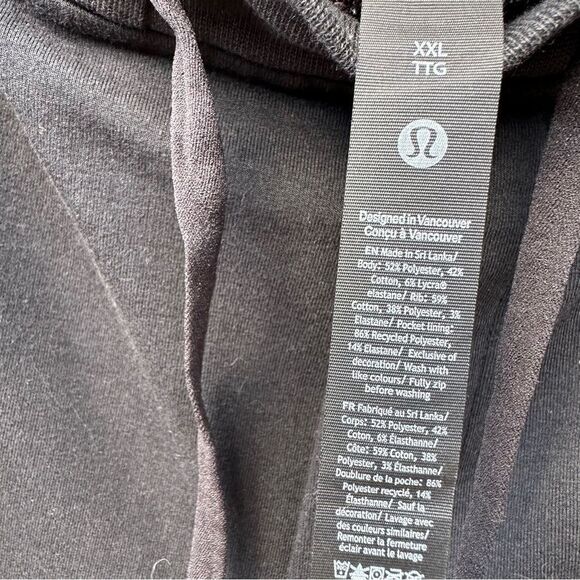 XXL
TTG
Designed in Vancouver
Conçu à Vancouver
EN Made in Sri Lanka/
Body: 52% Polyester, 42%
Cotton, 6% Lycra®
elastane/ Rib: 59%
Cotton, 38% Polyester, 3%
Elastane/ Pocket lining:
86% Recycled Polyester,
14% Elastane/ Exclusive of
decoration/ Wash with
like colours/ Fully zip
before washing
FR Fabriqué au Sri Lanka/
Corps: 52% Polyester, 42%
Coton, 6% Élasthanne/
Côte: 59% Coton, 38%
Polyester, 3% Élasthanne/
Doublure de la poche: 86%
Polyester recyclé, 14%
Élasthanne/ Sauf la
décoration/ Lavage avec
des couleurs similaires/
Remonter la fermeture
éclair avant le lavage